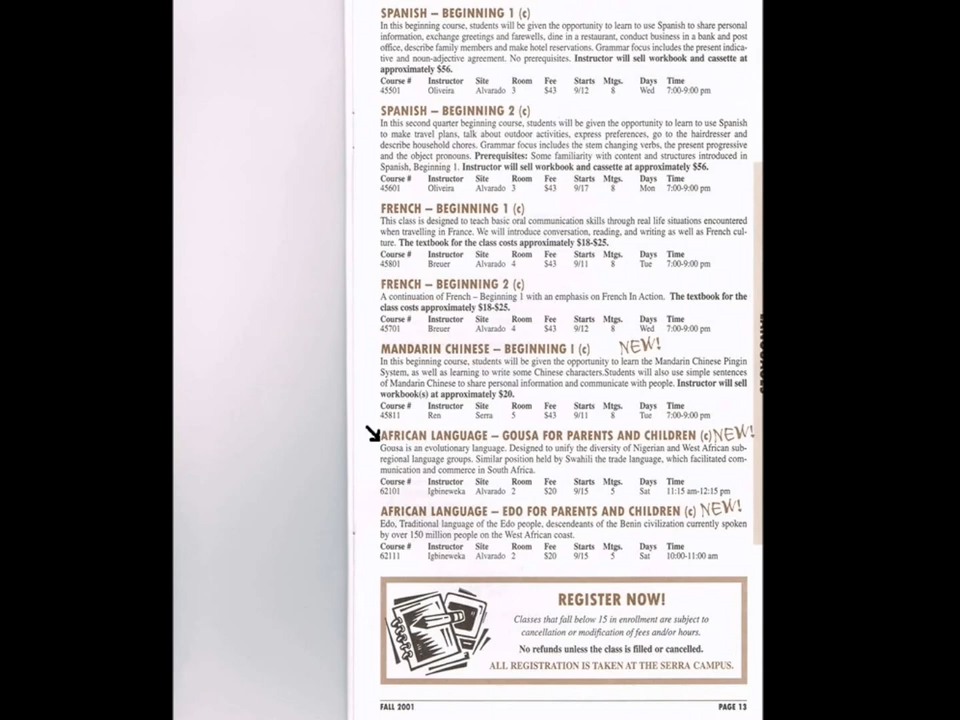 SPANISH – BEGINNING 1 (c)
In this beginning course, students will be given the opportunity to learn to use Spanish to share personal
information, exchange greetings and farewells, dine in a restaurant, conduct business in a bank and post
office, describe family members and make hotel reservations. Grammar focus includes the present indica-
tive and noun-adjective agreement. No prerequisites. Instructor will sell workbook and cassette at
approximately $56.
Course # Instructor Site Room Fee Starts Mtgs. Days Time
45501 Oliveira Alvarado 3 $43 9/12 8 Wed 7:00-9:00 pm
SPANISH – BEGINNING 2 (c)
In this second quarter beginning course, students will be given the opportunity to learn to use Spanish
to make travel plans, talk about outdoor activities, express preferences, go to the hairdresser and
describe household chores. Grammar focus includes the stem changing verbs, the present progressive
and the object pronouns. Prerequisites: Some familiarity with content and structures introduced in
Spanish, Beginning 1. Instructor will sell workbook and cassette at approximately $56.
Course # Instructor Site Room Fee Starts Mtgs. Days Time
45601 Oliveira Alvarado 3 $43 9/17 8 Mon 7:00-9:00 pm
FRENCH – BEGINNING 1 (c)
This class is designed to teach basic oral communication skills through real life situations encountered
when travelling in France. We will introduce conversation, reading, and writing as well as French cul-
ture. The textbook for the class costs approximately $18-$25.
Course # Instructor Site Room Fee Starts Mtgs. Days Time
45801 Breuer Alvarado 4 $43 9/11 8 Tue 7:00-9:00 pm
FRENCH – BEGINNING 2 (c)
A continuation of French – Beginning 1 with an emphasis on French In Action. The textbook for the
class costs approximately $18-$25.
Course # Instructor Site Room Fee Starts Mtgs. Days Time
45701 Breuer Alvarado 4 $43 9/12 8 Wed 7:00-9:00 pm
MANDARIN CHINESE – BEGINNING I (c) NEW!
In this beginning course, students will be given the opportunity to learn the Mandarin Chinese Pingin
System, as well as learning to write some Chinese characters.Students will also use simple sentences
of Mandarin Chinese to share personal information and communicate with people. Instructor will sell
workbook(s) at approximately $20.
Course # Instructor Site Room Fee Starts Mtgs. Days Time
45811 Ren Serra 5 $43 9/11 8 Tue 7:00-9:00 pm
AFRICAN LANGUAGE – GOUSA FOR PARENTS AND CHILDREN (c) NEW!
Gousa is an evolutionary language. Designed to unify the diversity of Nigerian and West African sub-
regional language groups. Similar position held by Swahili the trade language, which facilitated com-
munication and commerce in South Africa.
Course # Instructor Site Room Fee Starts Mtgs. Days Time
62101 Igbineweka Alvarado 2 $20 9/15 5 Sat 11:15 am-12:15 pm
AFRICAN LANGUAGE – EDO FOR PARENTS AND CHILDREN (c) NEW!
Edo, Traditional language of the Edo people, descendeants of the Benin civilization currently spoken
by over 150 million people on the West African coast.
Course # Instructor Site Room Fee Starts Mtgs. Days Time
62111 Igbineweka Alvarado 2 $20 9/15 5 Sat 10:00-11:00 am
REGISTER NOW!
Classes that fall below 15 in enrollment are subject to
cancellation or modification of fees and/or hours.
No refunds unless the class is filled or cancelled.
ALL REGISTRATION IS TAKEN AT THE SERRA CAMPUS.
FALL 2001 PAGE 13